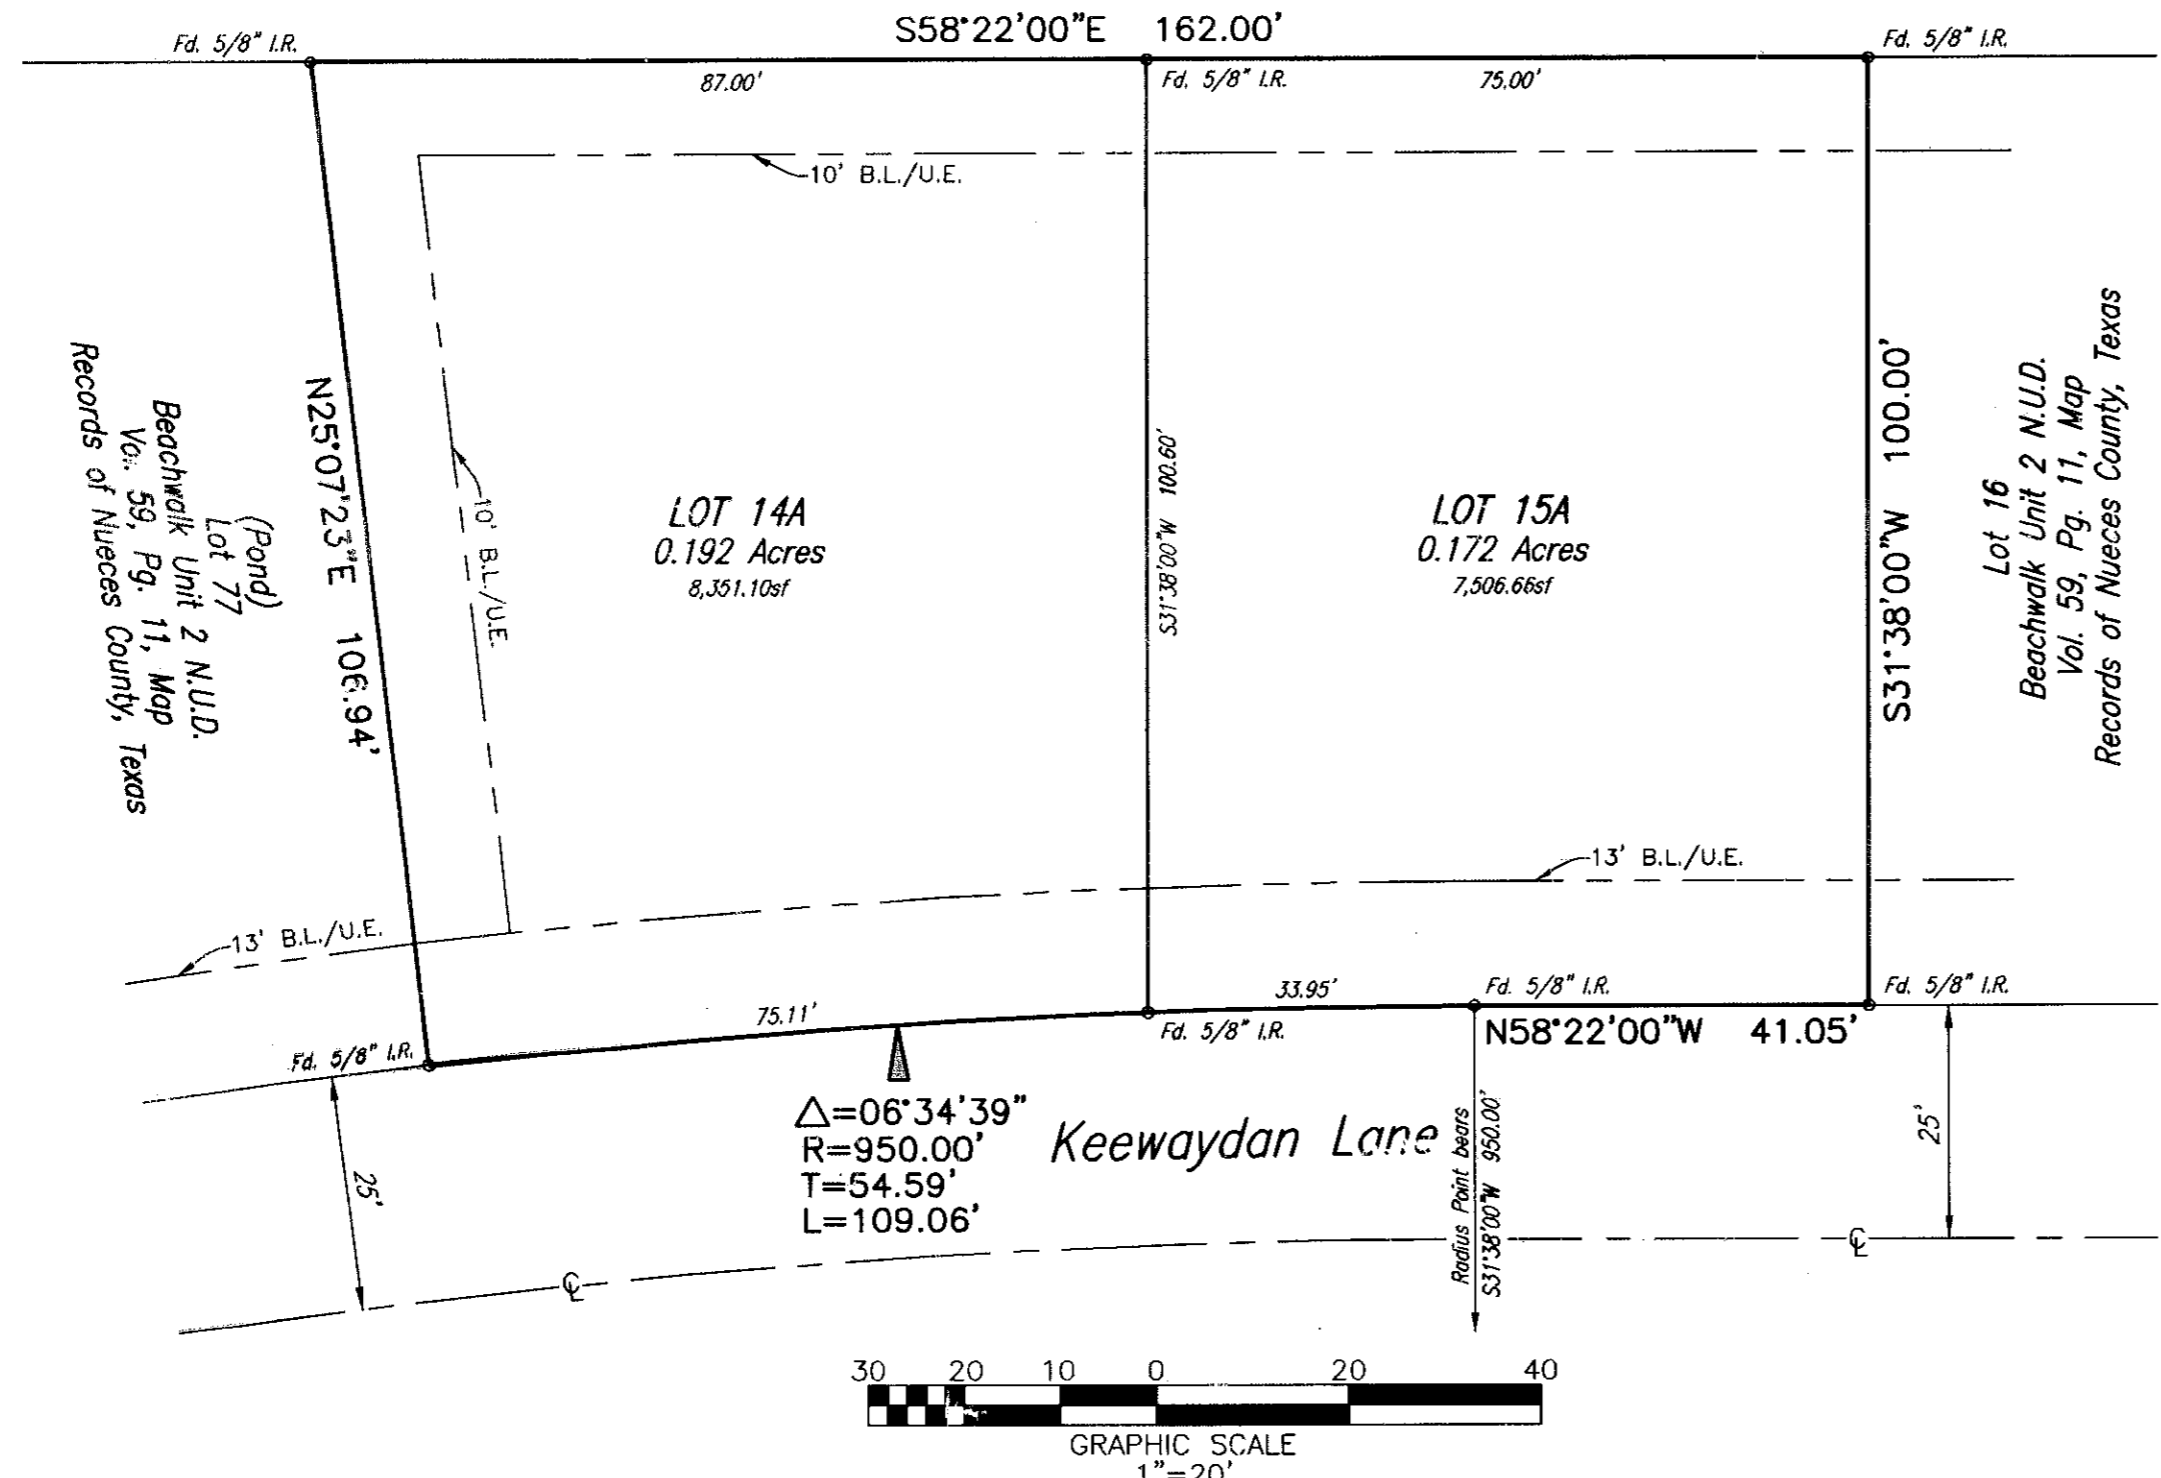 S58°22'00"E 162.00'
Fd. 5/8" I.R.
Fd. 5/8" I.R.
87.00'
Fd. 5/8" I.R.
75.00'
10' B.L./U.E.
N25°07'23"E 106.94'
10' B.L./U.E.
(Pond)
Lot 77
Beachwalk Unit 2 N.U.D.
Vol. 59, Pg. 11, Map
Records of Nueces County, Texas
LOT 14A
0.192 Acres
8,351.10sf
S31°38'00"W 100.60'
LOT 15A
0.172 Acres
7,506.66sf
S31°38'00"W 100.00'
Lot 16
Beachwalk Unit 2 N.U.D.
Vol. 59, Pg. 11, Map
Records of Nueces County, Texas
13' B.L./U.E.
13' B.L./U.E.
75.11'
33.95'
Fd. 5/8" I.R.
Fd. 5/8" I.R.
Fd. 5/8" I.R.
Fd. 5/8" I.R.
N58°22'00"W 41.05'
△=06°34'39"
R=950.00'
T=54.59'
L=109.06'
Keewaydan Lane
Radius Point bears
S31°38'00"W 950.00'
25'
25'
℄
℄
30 20 10 0 20 40
GRAPHIC SCALE
1"=20'